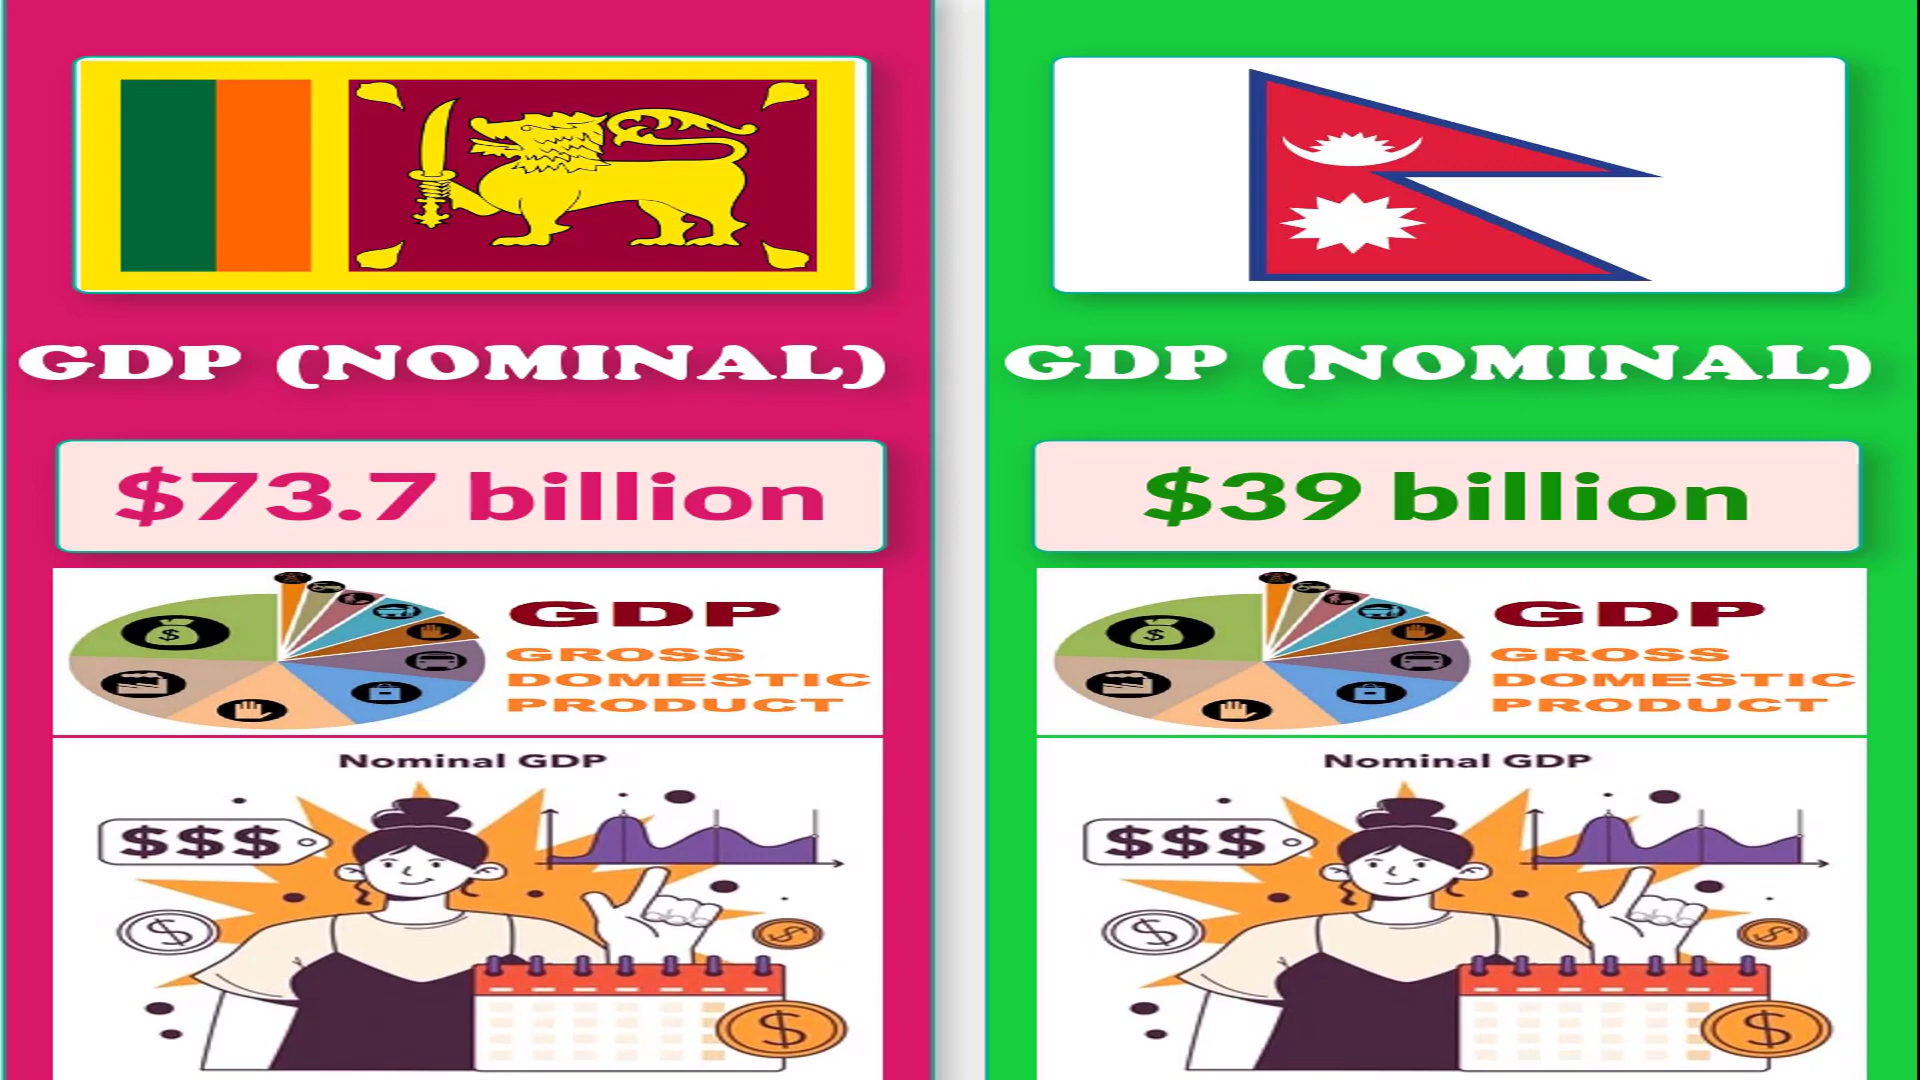 GDP (NOMINAL)
$73.7 billion
GDP
GROSS
DOMESTIC
PRODUCT
Nominal GDP
$$$
$
$
$
$
GDP (NOMINAL)
$39 billion
GDP
GROSS
DOMESTIC
PRODUCT
Nominal GDP
$$$
$
$
$
$